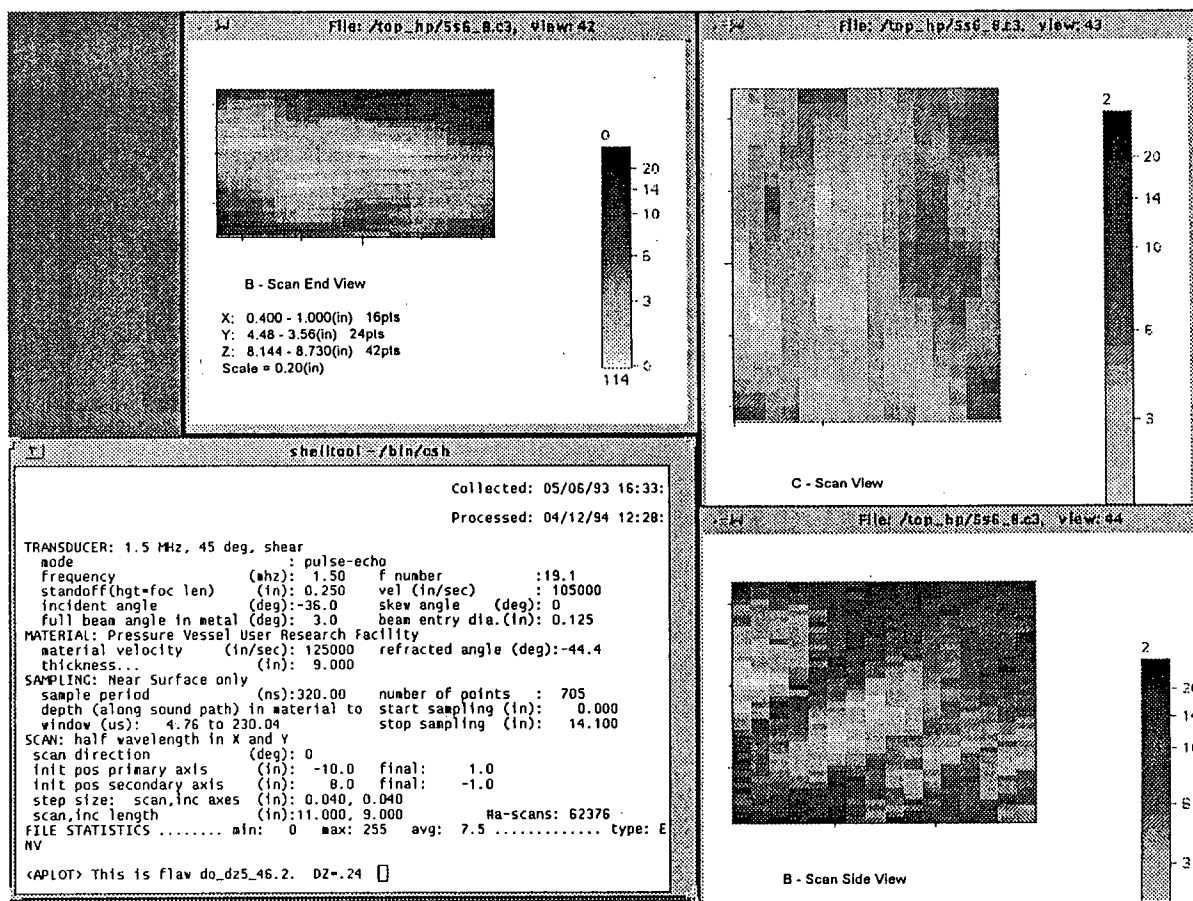 File: /top_hp/5s6_8.c3, view: 42
0
20
14
10
6
3
0
114
B - Scan End View
X: 0.400 - 1.000(in) 16pts
Y: 4.48 - 3.56(in) 24pts
Z: 8.144 - 8.730(in) 42pts
Scale = 0.20(in)
File: /top_hp/5s6_8.c3, view: 43
2
20
14
10
6
3
C - Scan View
shelltool - /bin/csh
Collected: 05/06/93 16:33:
Processed: 04/12/94 12:28:
TRANSDUCER: 1.5 MHz, 45 deg, shear
mode : pulse-echo
frequency (mhz): 1.50 f number :19.1
standoff(hgt=foc len) (in): 0.250 vel (in/sec) : 105000
incident angle (deg):-36.0 skew angle (deg): 0
full beam angle in metal (deg): 3.0 beam entry dia.(in): 0.125
MATERIAL: Pressure Vessel User Research Facility
material velocity (in/sec): 125000 refracted angle (deg):-44.4
thickness... (in): 9.000
SAMPLING: Near Surface only
sample period (ns):320.00 number of points : 705
depth (along sound path) in material to start sampling (in): 0.000
window (us): 4.76 to 230.04 stop sampling (in): 14.100
SCAN: half wavelength in X and Y
scan direction (deg): 0
init pos primary axis (in): -10.0 final: 1.0
init pos secondary axis (in): 8.0 final: -1.0
step size: scan,inc axes (in): 0.040, 0.040
scan,inc length (in):11.000, 9.000 #a-scans: 62376
FILE STATISTICS ........ min: 0 max: 255 avg: 7.5 ............. type: E
NV
<APLOT> This is flaw do_dz5_46.2. DZ=.24
File: /top_hp/5s6_8.c3, view: 44
2
20
14
10
6
3
B - Scan Side View